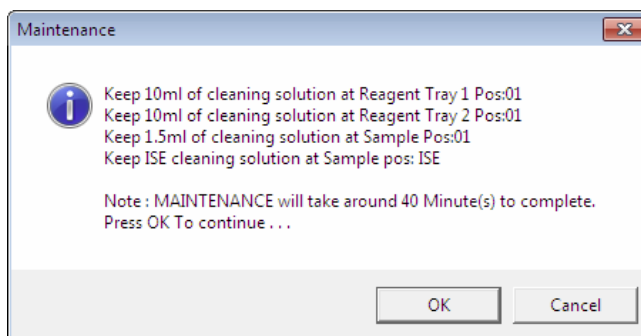 Maintenance
Keep 10ml of cleaning solution at Reagent Tray 1 Pos:01
Keep 10ml of cleaning solution at Reagent Tray 2 Pos:01
Keep 1.5ml of cleaning solution at Sample Pos:01
Keep ISE cleaning solution at Sample pos: ISE
Note : MAINTENANCE will take around 40 Minute(s) to complete.
Press OK To continue . . .
OK
Cancel